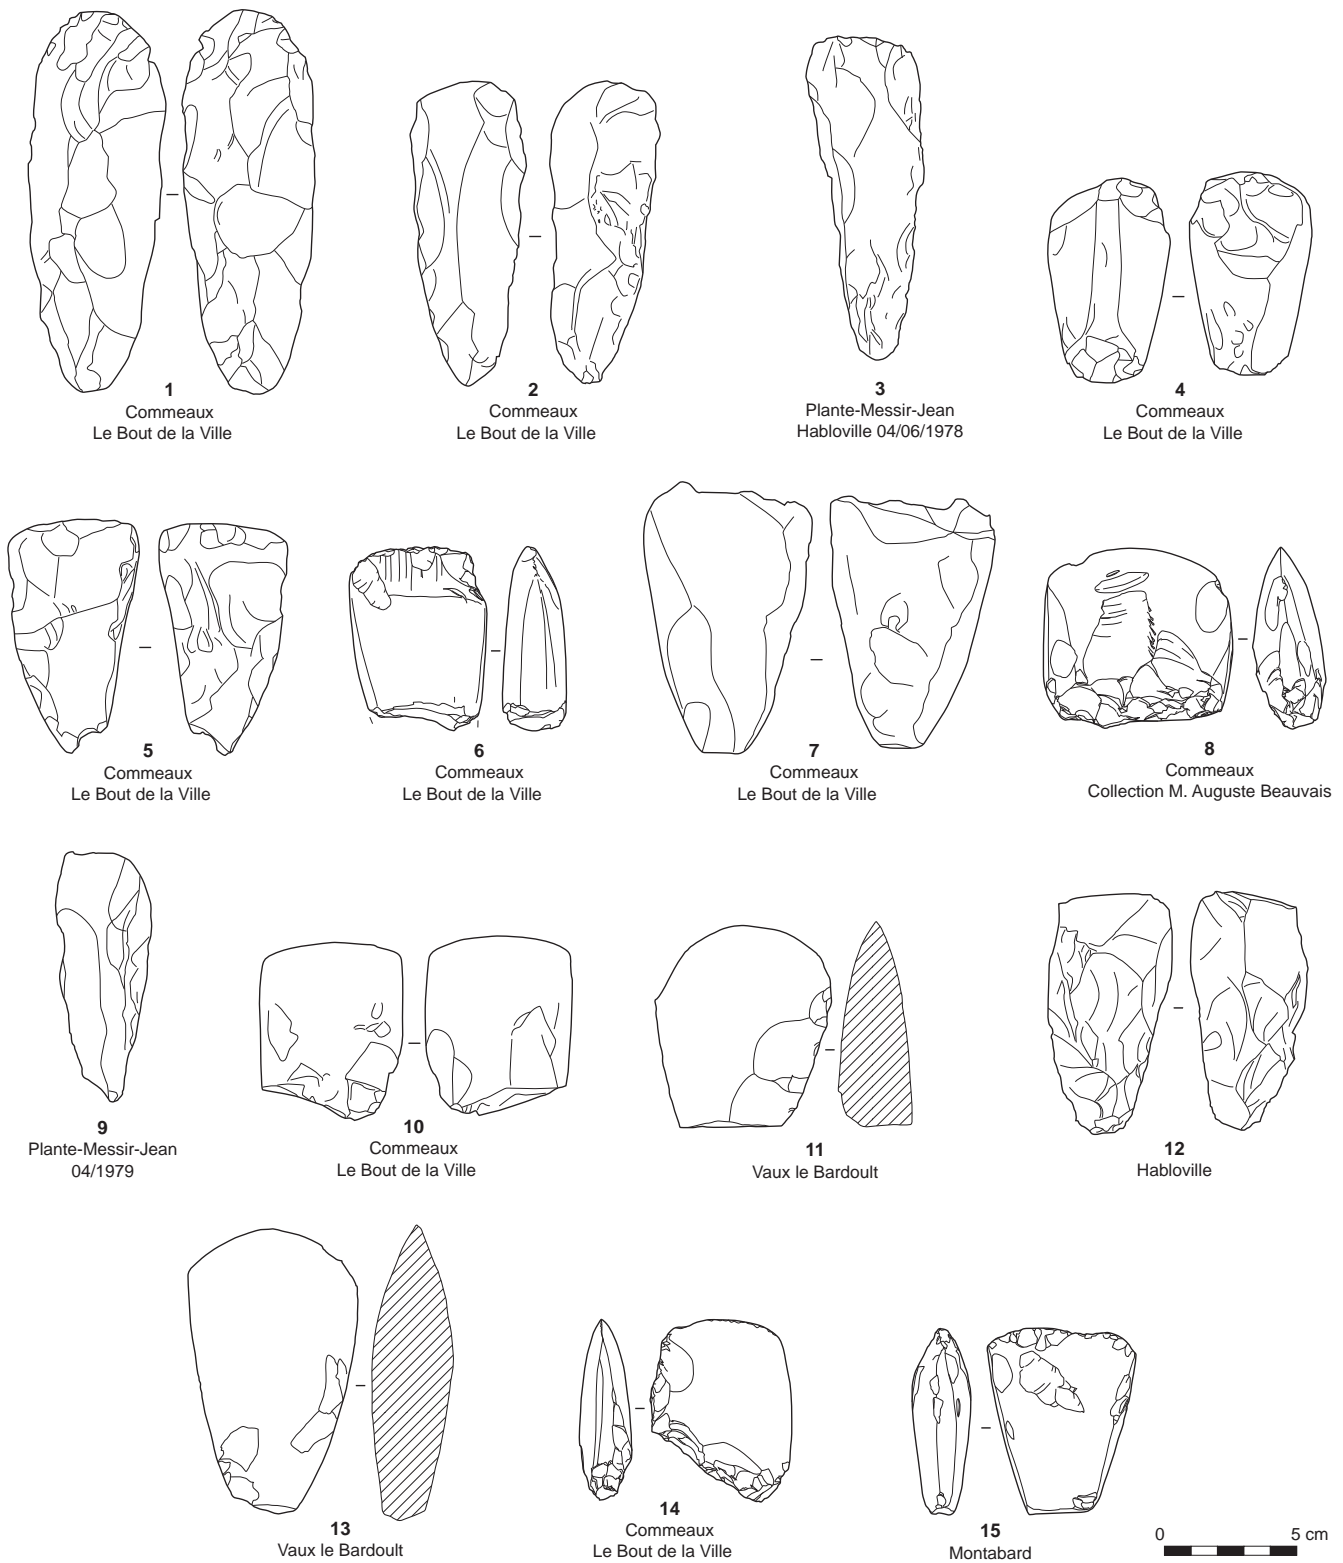 1
Commeaux
Le Bout de la Ville
2
Commeaux
Le Bout de la Ville
3
Plante-Messir-Jean
Habloville 04/06/1978
4
Commeaux
Le Bout de la Ville
5
Commeaux
Le Bout de la Ville
6
Commeaux
Le Bout de la Ville
7
Commeaux
Le Bout de la Ville
8
Commeaux
Collection M. Auguste Beauvais
9
Plante-Messir-Jean
04/1979
10
Commeaux
Le Bout de la Ville
11
Vaux le Bardoult
12
Habloville
13
Vaux le Bardoult
14
Commeaux
Le Bout de la Ville
15
Montabard
0 5 cm